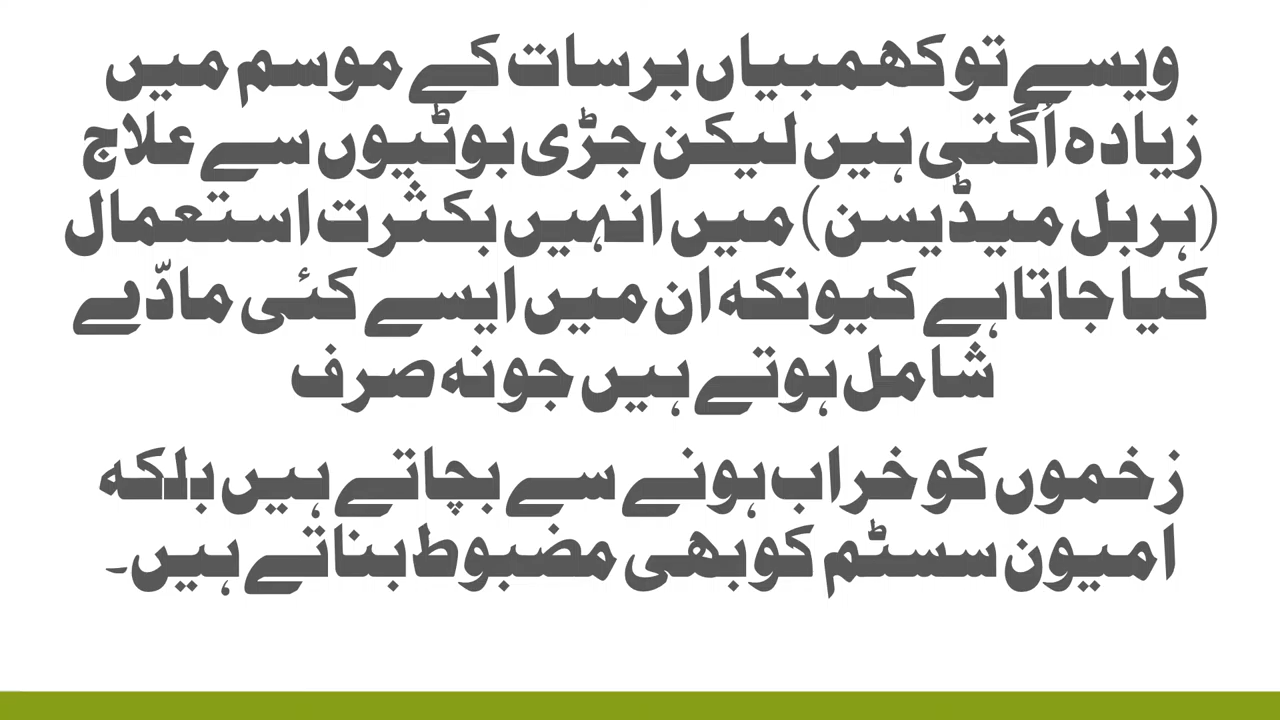 ویسے تو کھمبیاں برسات کے موسم میں
زیادہ اُگتی ہیں لیکن جڑی بوٹیوں سے علاج
(ہربل میڈیسن) میں انہیں بکثرت استعمال
کیا جاتا ہے کیونکہ ان میں ایسے کئی مادّے
شامل ہوتے ہیں جو نہ صرف
زخموں کو خراب ہونے سے بچاتے ہیں بلکہ
امیون سسٹم کو بھی مضبوط بناتے ہیں۔